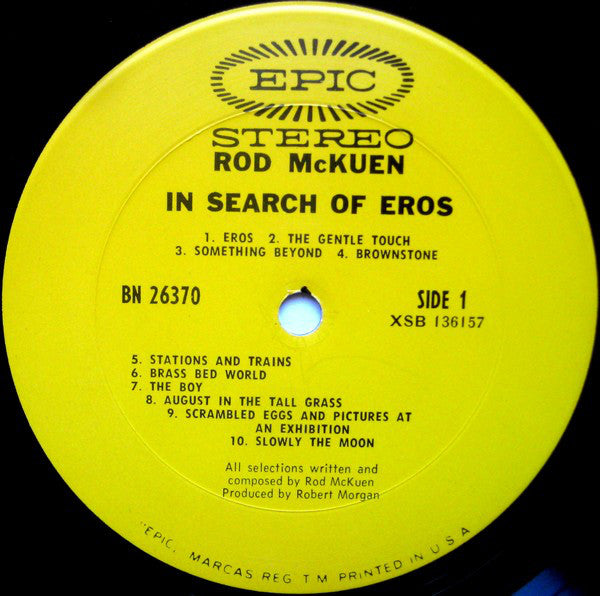 EPIC
STEREO
ROD McKUEN
IN SEARCH OF EROS
1. EROS 2. THE GENTLE TOUCH
3. SOMETHING BEYOND 4. BROWNSTONE
BN 26370
SIDE 1
XSB 136157
5. STATIONS AND TRAINS
6. BRASS BED WORLD
7. THE BOY
8. AUGUST IN THE TALL GRASS
9. SCRAMBLED EGGS AND PICTURES AT
AN EXHIBITION
10. SLOWLY THE MOON
All selections written and
composed by Rod McKuen
Produced by Robert Morgan
"EPIC, MARCAS REG T M PRINTED IN U S A